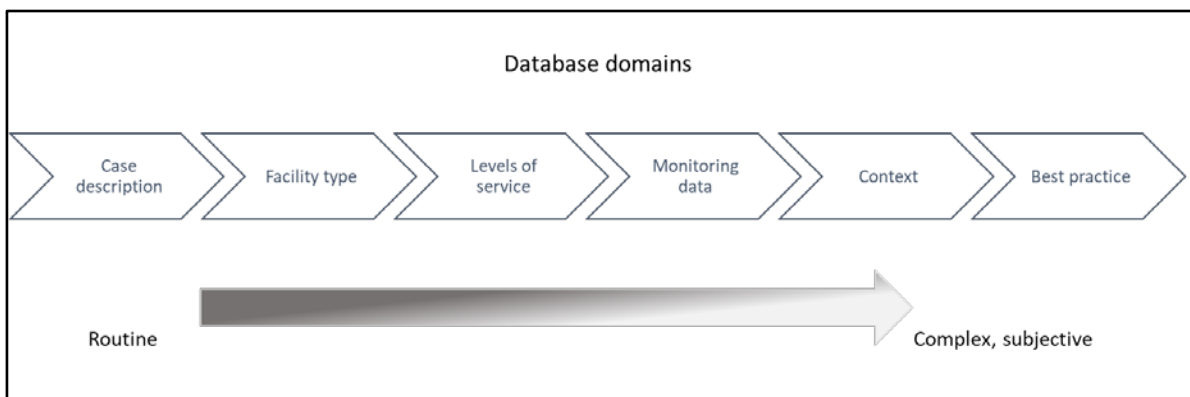 Database domains
Case
description
Facility type
Levels of
service
Monitoring
data
Context
Best practice
Routine
Complex, subjective